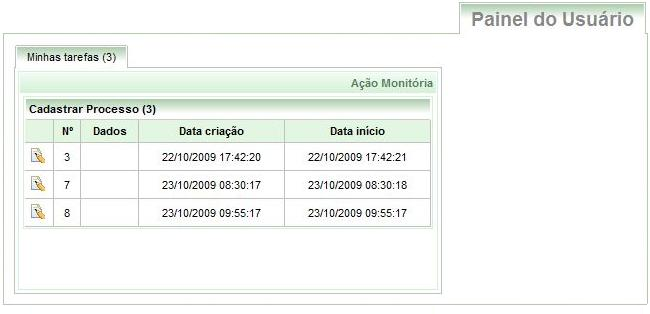 Painel do Usuário
Minhas tarefas (3)
Ação Monitória
Cadastrar Processo (3)
Nº Dados Data criação Data início
3 22/10/2009 17:42:20 22/10/2009 17:42:21
7 23/10/2009 08:30:17 23/10/2009 08:30:18
8 23/10/2009 09:55:17 23/10/2009 09:55:17